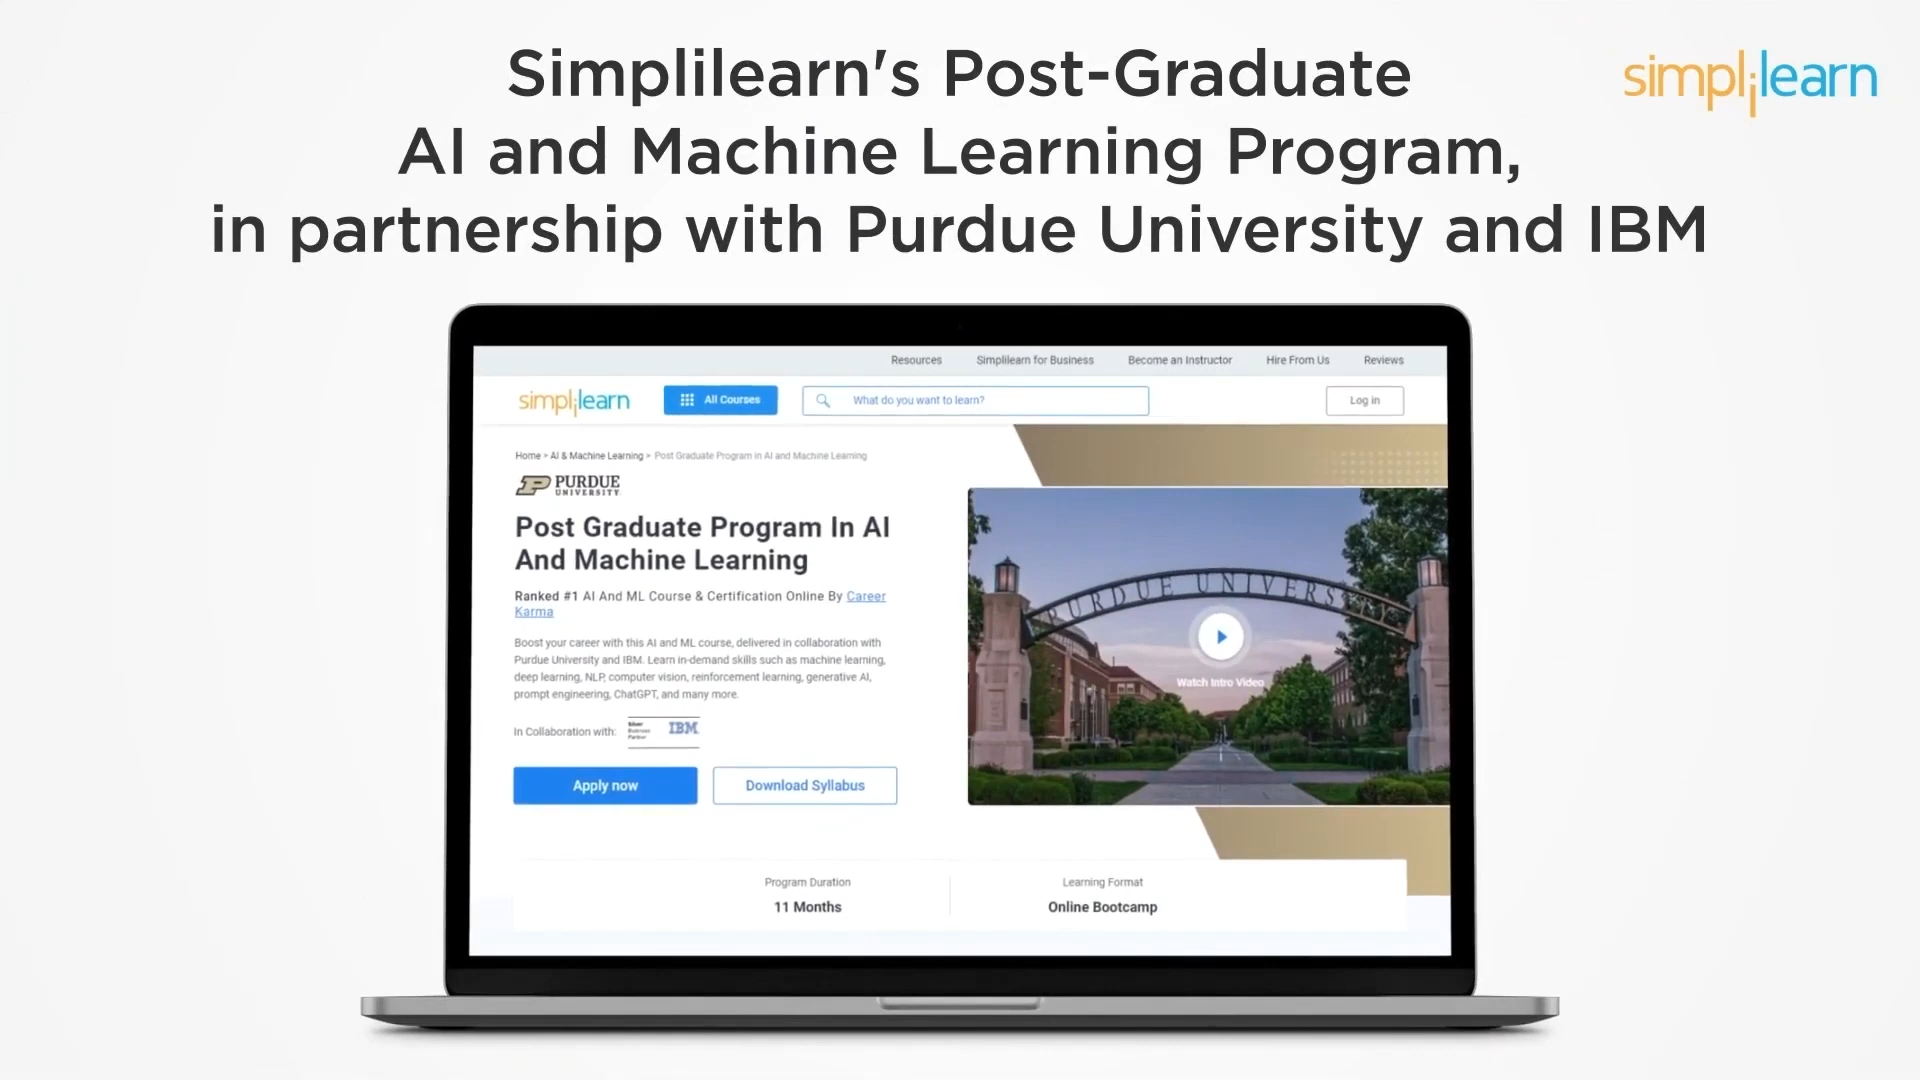 Simplilearn's Post-Graduate
AI and Machine Learning Program,
in partnership with Purdue University and IBM
simplilearn
Resources Simplilearn for Business Become an Instructor Hire From Us Reviews
simplilearn All Courses What do you want to learn? Log in
Home > AI & Machine Learning > Post Graduate Program in AI and Machine Learning
PURDUE
UNIVERSITY
Post Graduate Program In AI
And Machine Learning
Ranked #1 AI And ML Course & Certification Online By Career
Karma
Boost your career with this AI and ML course, delivered in collaboration with
Purdue University and IBM. Learn in-demand skills such as machine learning,
deep learning, NLP, computer vision, reinforcement learning, generative AI,
prompt engineering, ChatGPT, and many more.
In Collaboration with: Silver
Business
Partner
IBM
Apply now Download Syllabus
PURDUE UNIVERSITY
Watch Intro Video
Program Duration
11 Months
Learning Format
Online Bootcamp